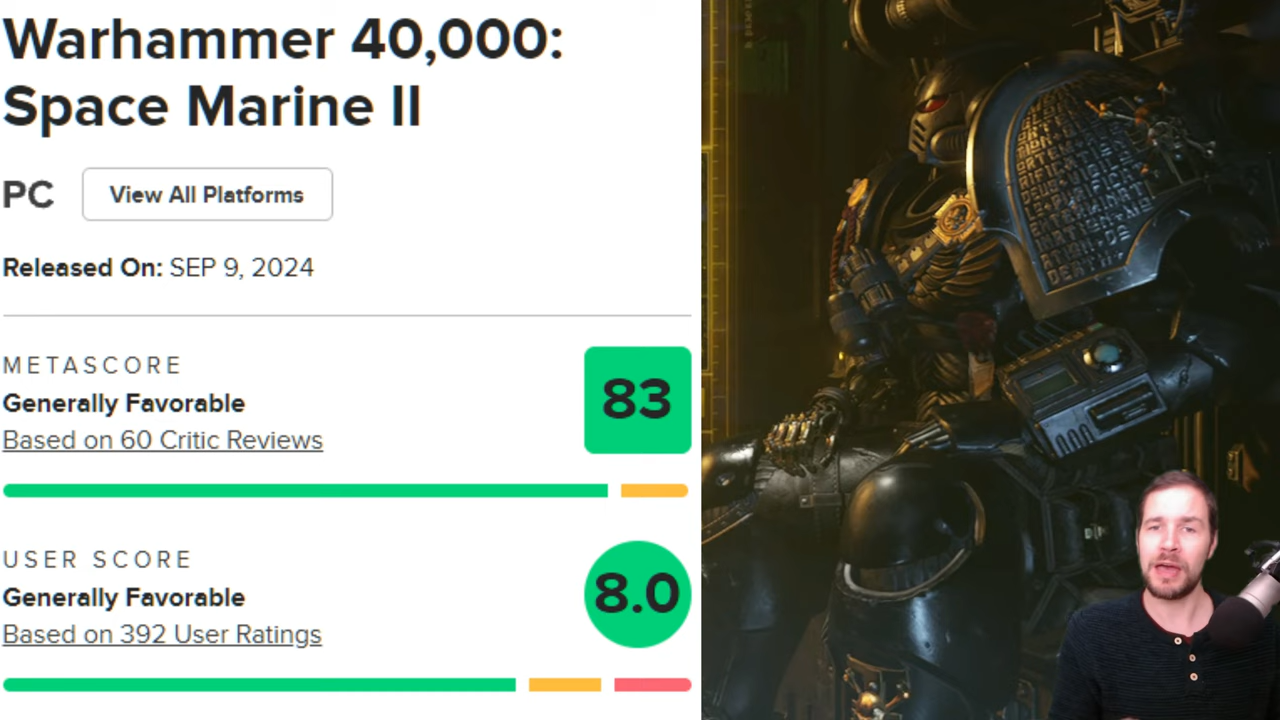 Warhammer 40,000:
Space Marine II
PC
View All Platforms
Released On: SEP 9, 2024
METASCORE
Generally Favorable
Based on 60 Critic Reviews
83
USER SCORE
Generally Favorable
Based on 392 User Ratings
8.0